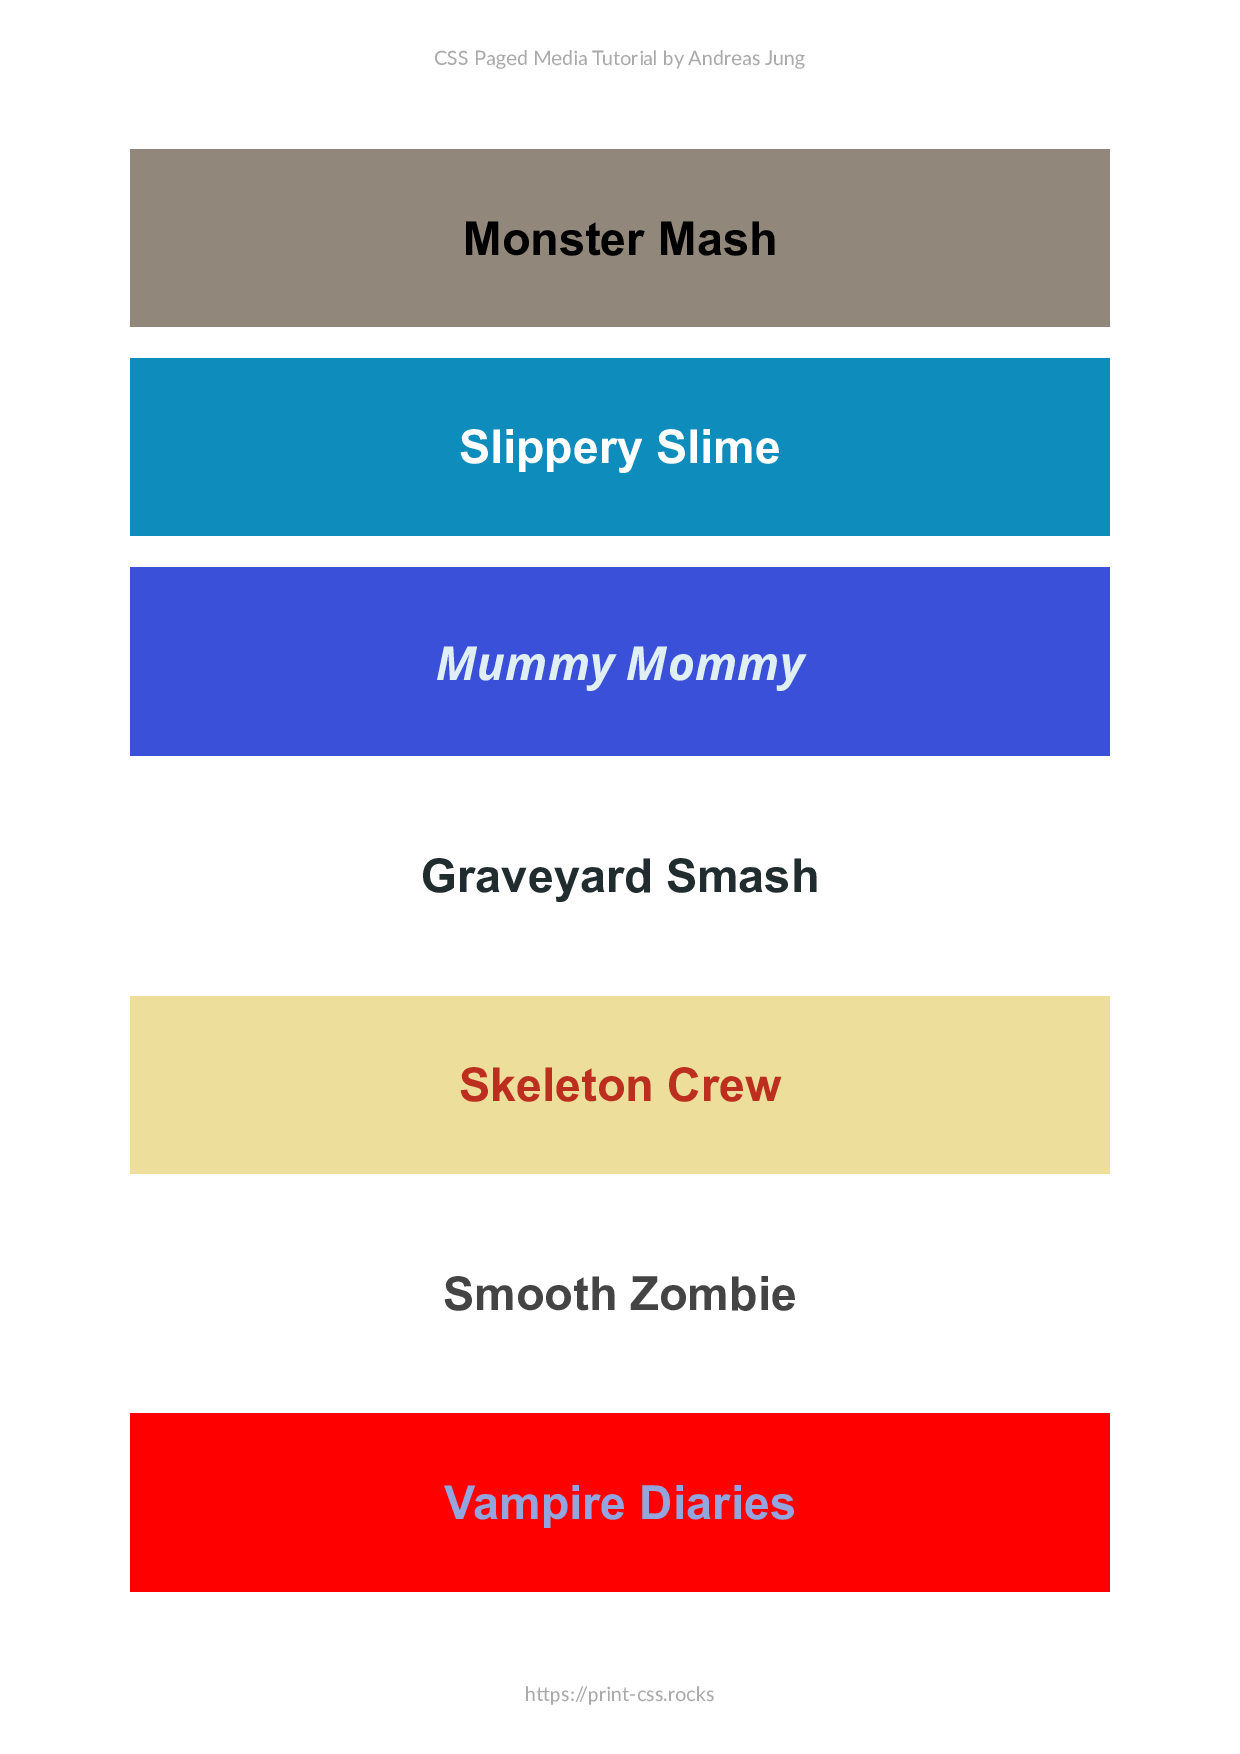 CSS Paged Media Tutorial by Andreas Jung
Monster Mash
Slippery Slime
Mummy Mommy
Graveyard Smash
Skeleton Crew
Smooth Zombie
Vampire Diaries
https://print-css.rocks